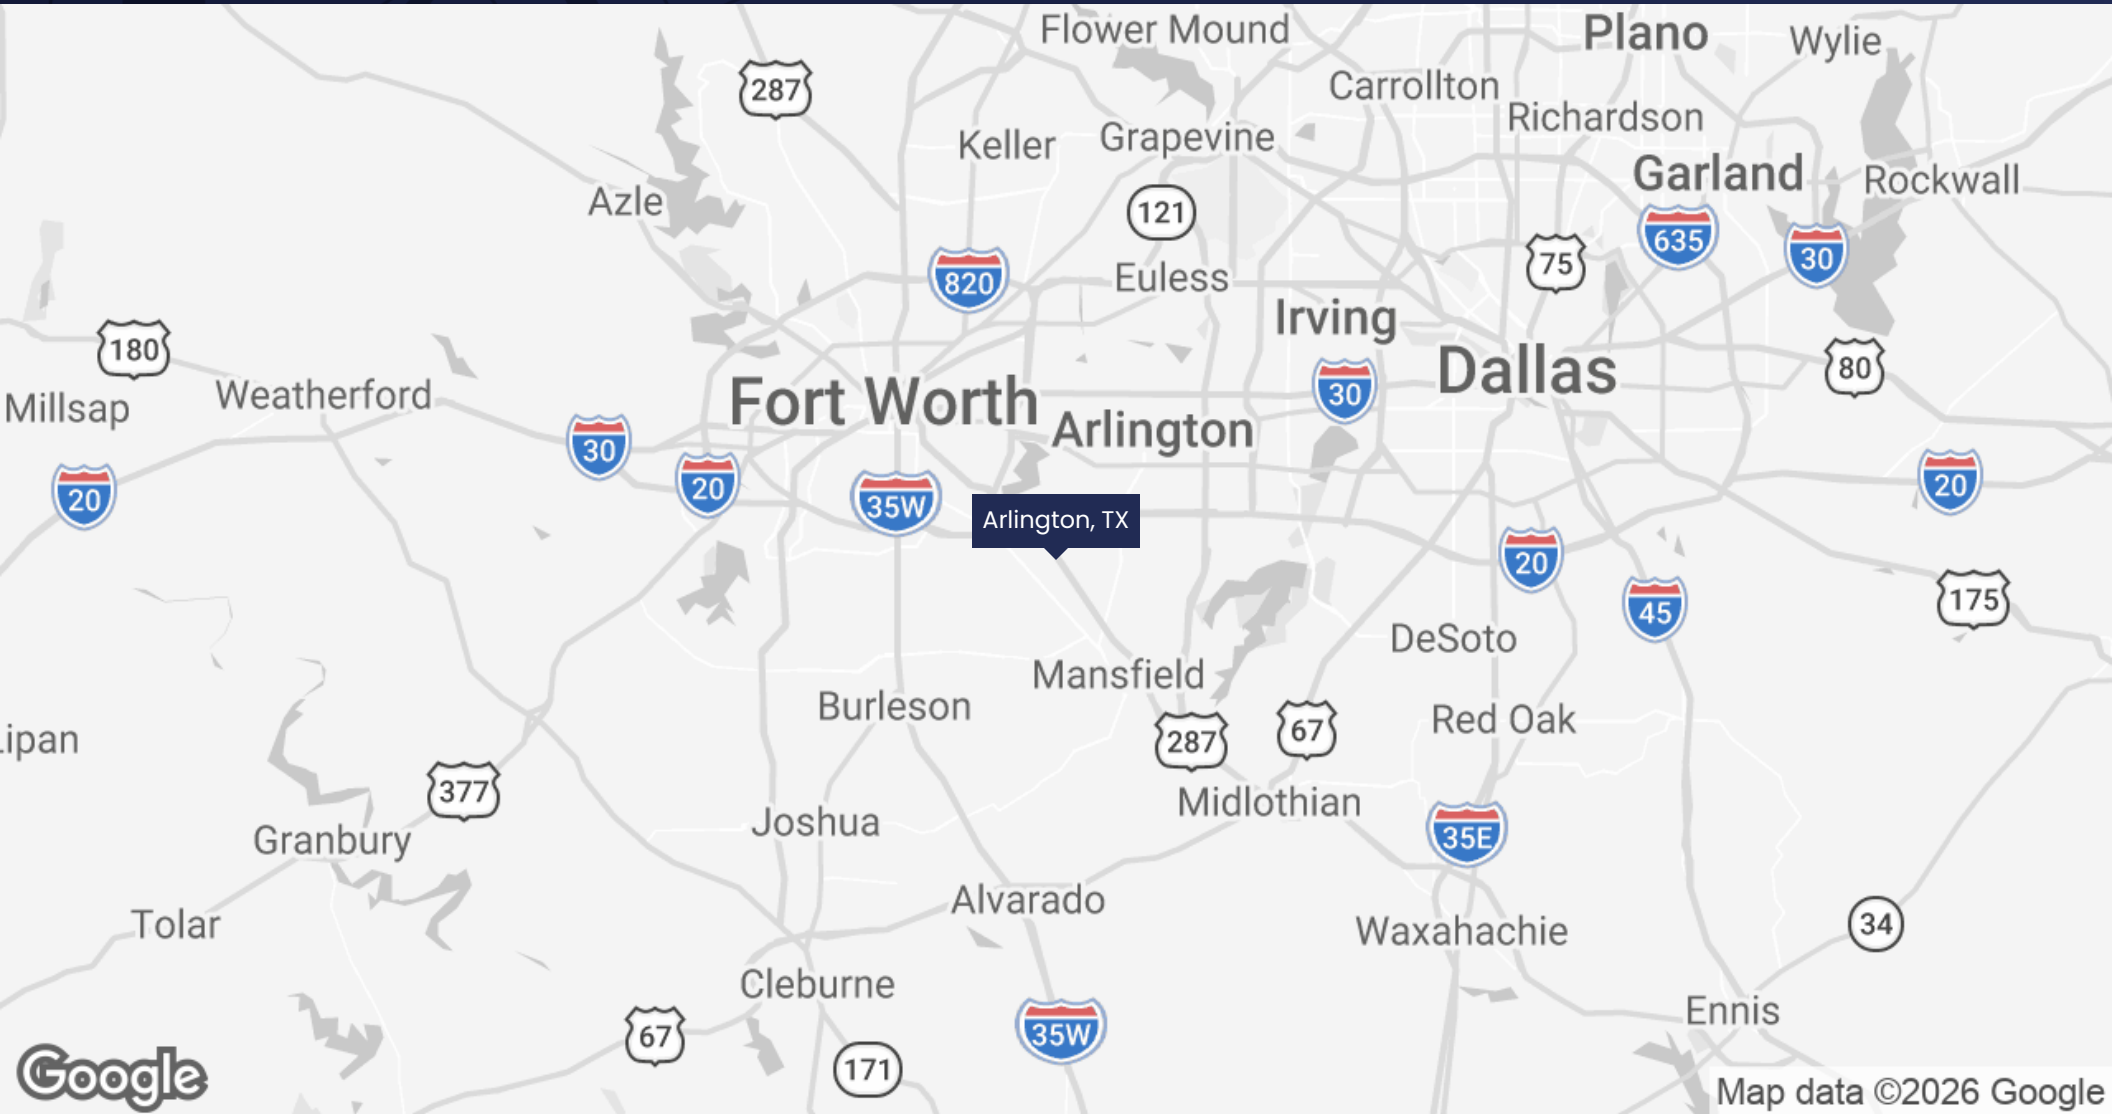 Flower Mound
Plano
Wylie
287
Carrollton
Richardson
Keller
Grapevine
Garland
Rockwall
Azle
121
635
30
75
820
Euless
Irving
180
Dallas
80
Millsap
Weatherford
Fort Worth
30
Arlington
30
20
20
35W
20
Arlington, TX
20
45
175
DeSoto
Mansfield
Burleson
Red Oak
287
67
Lipan
377
Midlothian
Joshua
35E
Granbury
Alvarado
Tolar
Waxahachie
34
Cleburne
Ennis
67
35W
171
Google
Map data ©2026 Google